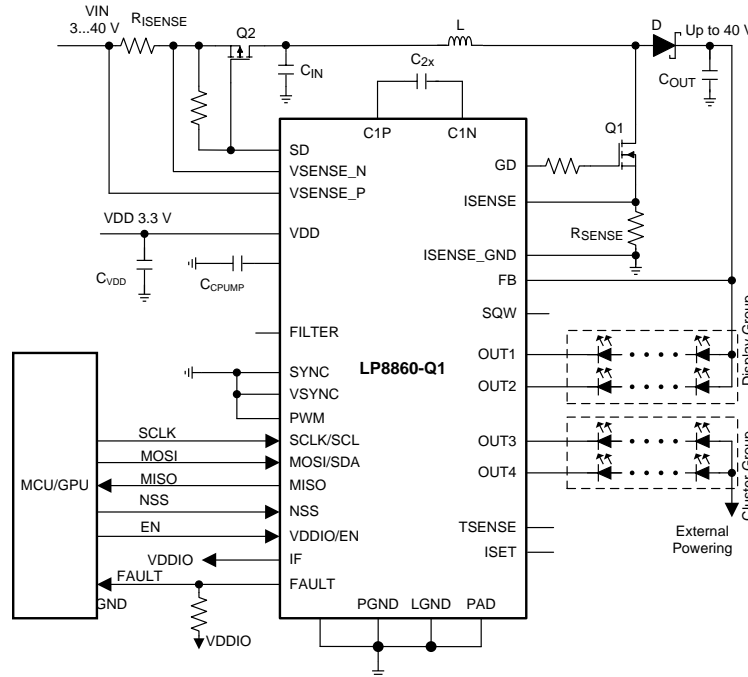 VIN
3...40 V
RISENSE
Q2
L
D
Up to 40 V
CIN
C2x
COUT
C1P
C1N
Q1
SD
VSENSE_N
VSENSE_P
GD
ISENSE
RSENSE
VDD 3.3 V
VDD
CVDD
CCPUMP
ISENSE_GND
FB
SQW
FILTER
LP8860-Q1
OUT1
OUT2
Display Group
SYNC
VSYNC
PWM
SCLK
SCLK/SCL
OUT3
MOSI
MOSI/SDA
OUT4
Cluster Group
MCU/GPU
MISO
MISO
NSS
NSS
EN
VDDIO/EN
TSENSE
External
Powering
VDDIO
IF
ISET
FAULT
FAULT
GND
PGND
LGND
PAD
VDDIO